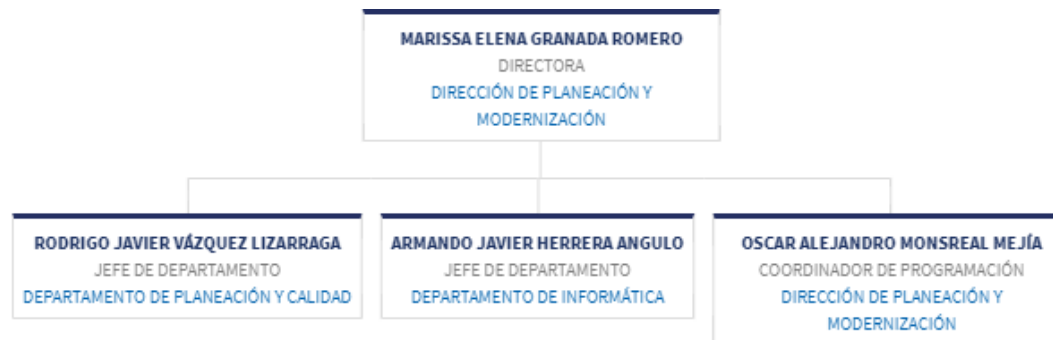 MARISSA ELENA GRANADA ROMERO
DIRECTORA
DIRECCIÓN DE PLANEACIÓN Y
MODERNIZACIÓN
RODRIGO JAVIER VÁZQUEZ LIZARRAGA
JEFE DE DEPARTAMENTO
DEPARTAMENTO DE PLANEACIÓN Y CALIDAD
ARMANDO JAVIER HERRERA ANGULO
JEFE DE DEPARTAMENTO
DEPARTAMENTO DE INFORMÁTICA
OSCAR ALEJANDRO MONSREAL MEJÍA
COORDINADOR DE PROGRAMACIÓN
DIRECCIÓN DE PLANEACIÓN Y
MODERNIZACIÓN